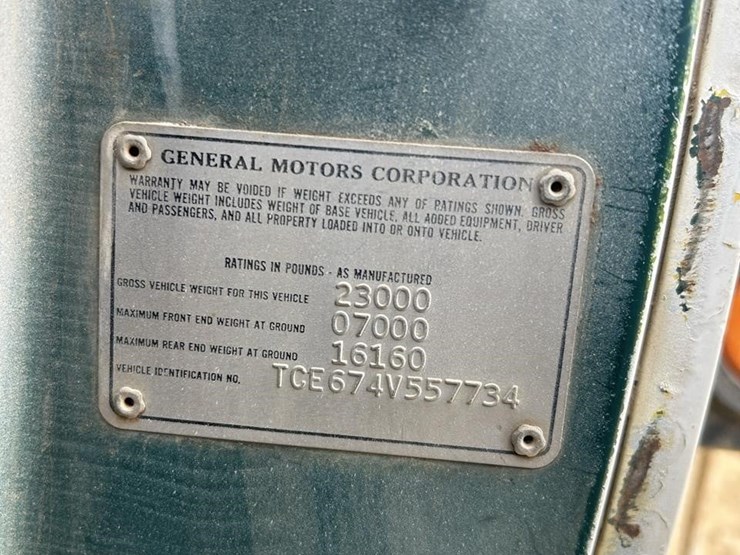 GENERAL MOTORS CORPORATION
WARRANTY MAY BE VOIDED IF WEIGHT EXCEEDS ANY OF RATINGS SHOWN. GROSS
VEHICLE WEIGHT INCLUDES WEIGHT OF BASE VEHICLE, ALL ADDED EQUIPMENT, DRIVER
AND PASSENGERS, AND ALL PROPERTY LOADED INTO OR ONTO VEHICLE.
RATINGS IN POUNDS - AS MANUFACTURED
GROSS VEHICLE WEIGHT FOR THIS VEHICLE 23000
MAXIMUM FRONT END WEIGHT AT GROUND 07000
MAXIMUM REAR END WEIGHT AT GROUND 16160
VEHICLE IDENTIFICATION NO. TCE674V557734